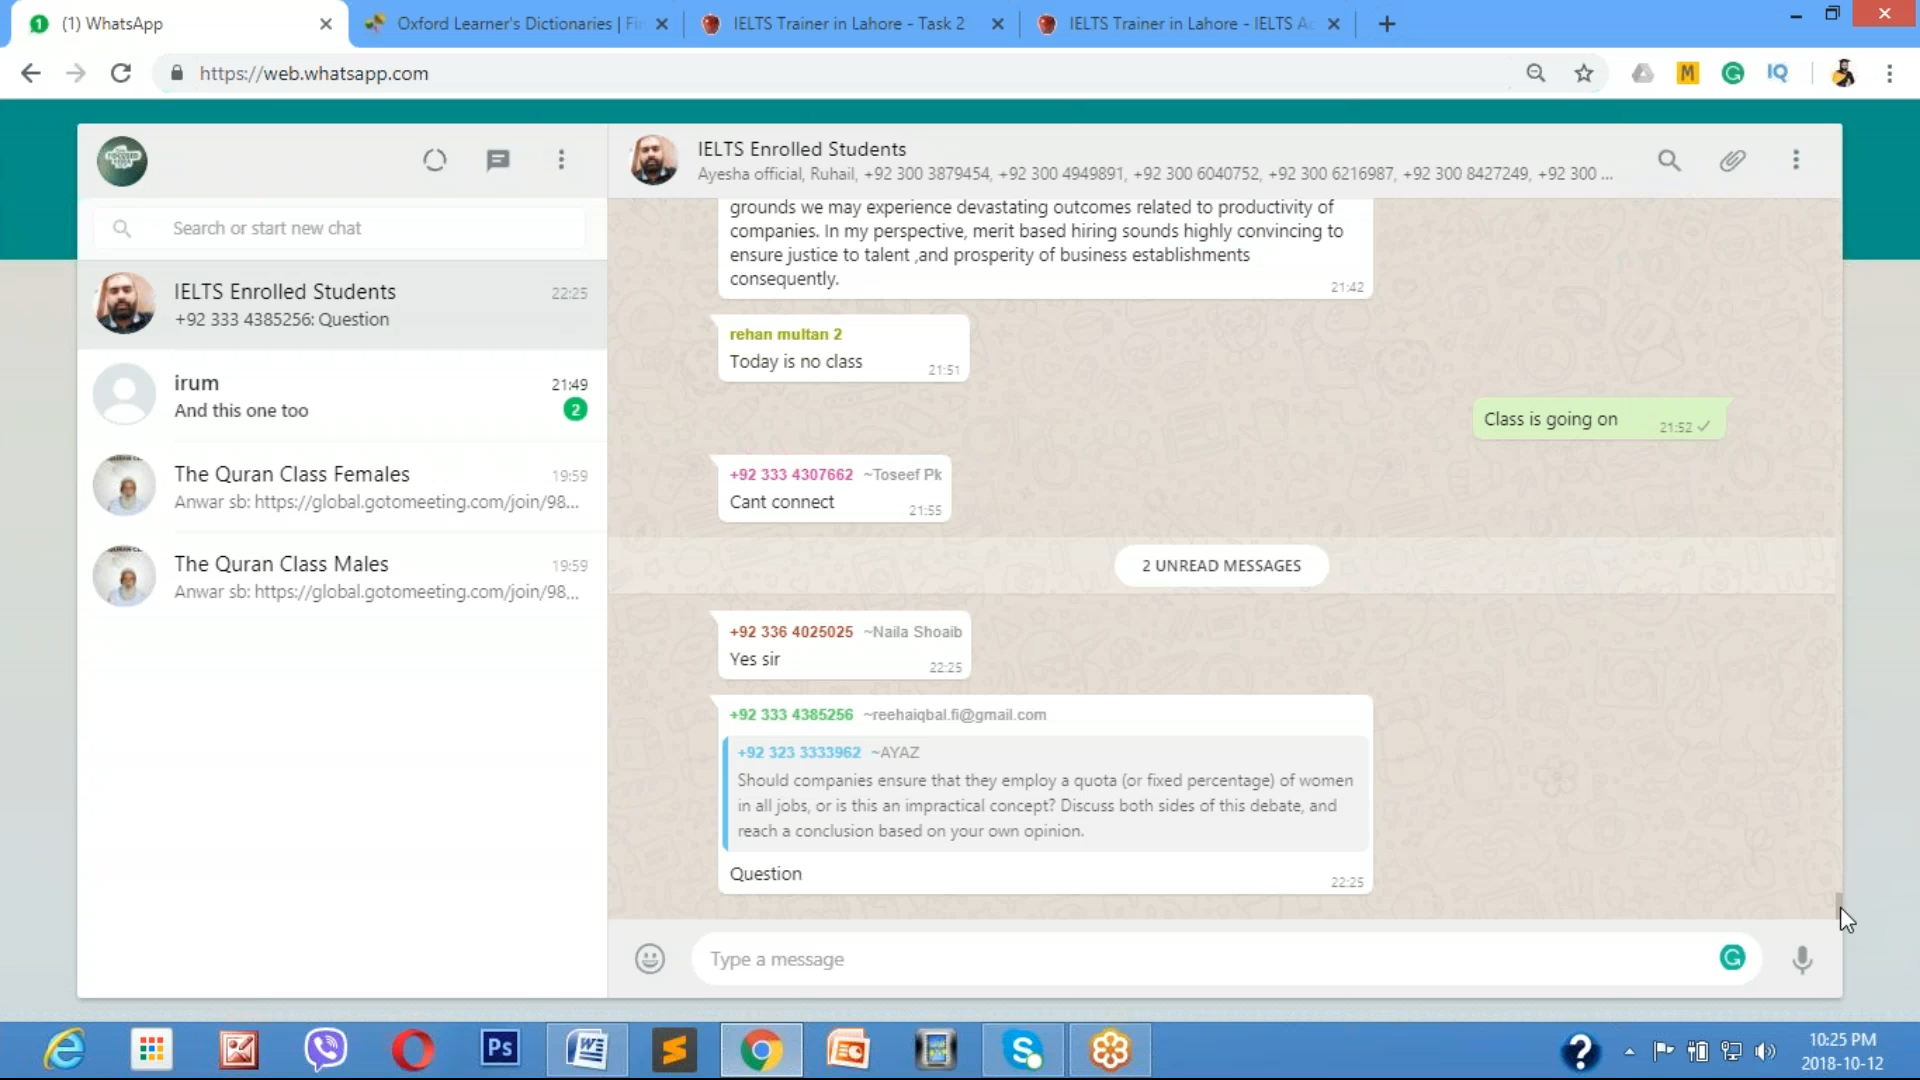 (1) WhatsApp
Oxford Learner's Dictionaries | Fi
IELTS Trainer in Lahore - Task 2
IELTS Trainer in Lahore - IELTS A
https://web.whatsapp.com
M
IQ
IELTS Enrolled Students
Ayesha official, Ruhail, +92 300 3879454, +92 300 4949891, +92 300 6040752, +92 300 6216987, +92 300 8427249, +92 300 ...
Search or start new chat
IELTS Enrolled Students 22:25
+92 333 4385256: Question
irum 21:49
And this one too 2
The Quran Class Females 19:59
Anwar sb: https://global.gotomeeting.com/join/98...
The Quran Class Males 19:59
Anwar sb: https://global.gotomeeting.com/join/98...
grounds we may experience devastating outcomes related to productivity of
companies. In my perspective, merit based hiring sounds highly convincing to
ensure justice to talent ,and prosperity of business establishments
consequently. 21:42
rehan multan 2
Today is no class 21:51
Class is going on 21:52
+92 333 4307662 ~Toseef Pk
Cant connect 21:55
2 UNREAD MESSAGES
+92 336 4025025 ~Naila Shoaib
Yes sir 22:25
+92 333 4385256 ~reehaiqbal.fi@gmail.com
+92 323 3333962 ~AYAZ
Should companies ensure that they employ a quota (or fixed percentage) of women
in all jobs, or is this an impractical concept? Discuss both sides of this debate, and
reach a conclusion based on your own opinion.
Question 22:25
Type a message
Ps
10:25 PM
2018-10-12